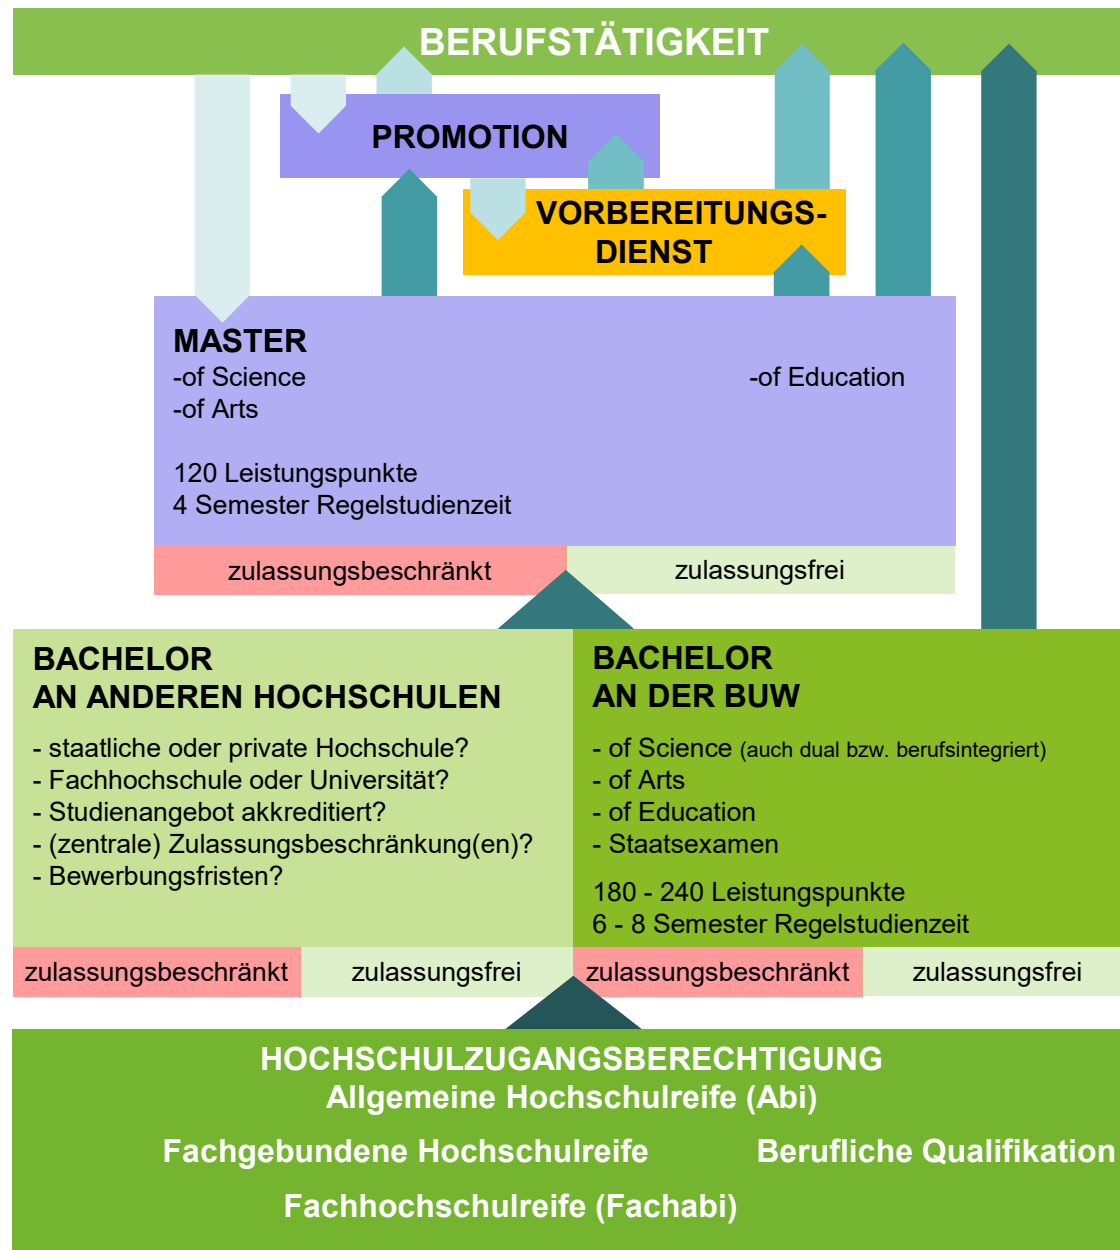 BERUFSTÄTIGKEIT
PROMOTION
VORBEREITUNGS-
DIENST
MASTER
-of Science
-of Arts
-of Education
120 Leistungspunkte
4 Semester Regelstudienzeit
zulassungsbeschränkt
zulassungsfrei
BACHELOR
AN ANDEREN HOCHSCHULEN
- staatliche oder private Hochschule?
- Fachhochschule oder Universität?
- Studienangebot akkreditiert?
- (zentrale) Zulassungsbeschränkung(en)?
- Bewerbungsfristen?
zulassungsbeschränkt
zulassungsfrei
BACHELOR
AN DER BUW
- of Science (auch dual bzw. berufsintegriert)
- of Arts
- of Education
- Staatsexamen
180 - 240 Leistungspunkte
6 - 8 Semester Regelstudienzeit
zulassungsbeschränkt
zulassungsfrei
HOCHSCHULZUGANGSBERECHTIGUNG
Allgemeine Hochschulreife (Abi)
Fachgebundene Hochschulreife
Berufliche Qualifikation
Fachhochschulreife (Fachabi)